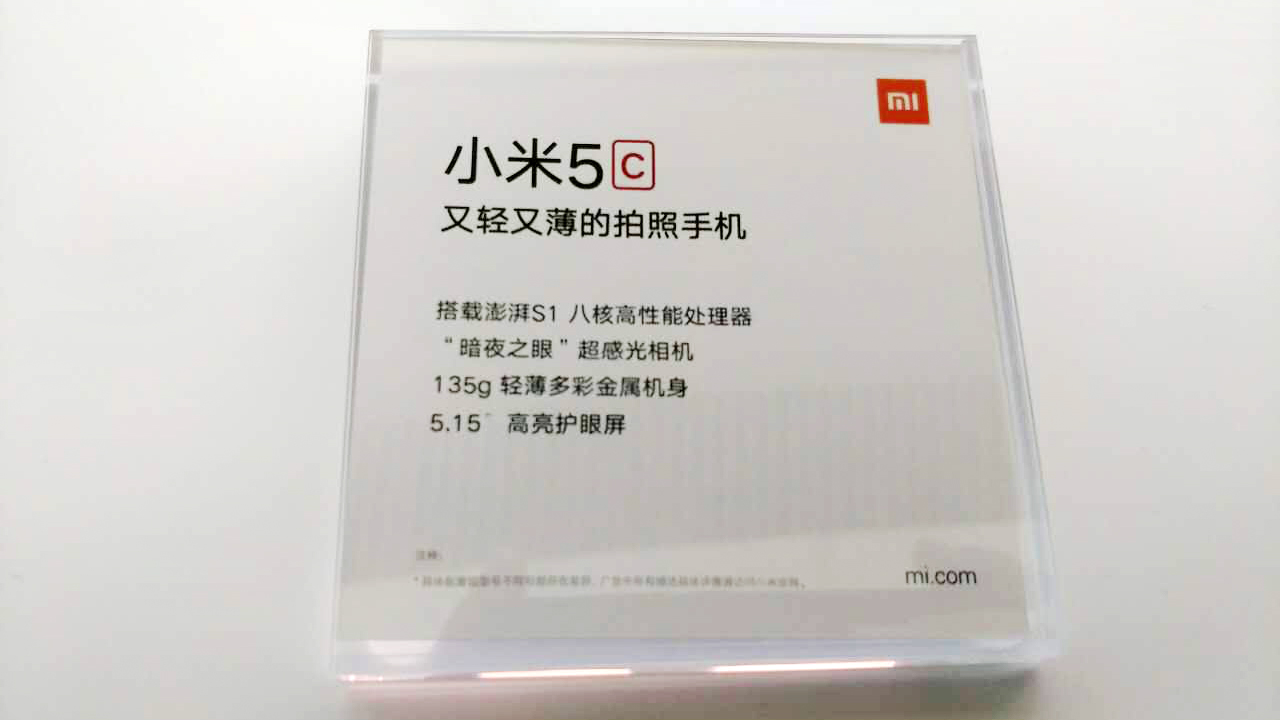 mi
小米5C
又轻又薄的拍照手机
搭载澎湃S1 八核高性能处理器
“暗夜之眼”超感光相机
135g 轻薄多彩金属机身
5.15" 高亮护眼屏
mi.com